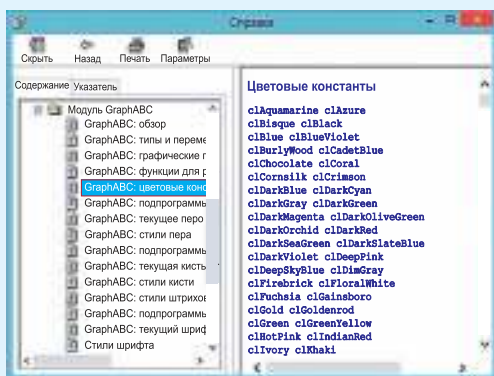 Справка
Скрыть Назад Печать Параметры
Содержание Указатель
Модуль GraphABC
GraphABC: обзор
GraphABC: типы и переме
GraphABC: графические г
GraphABC: функции для р
GraphABC: цветовые конс
GraphABC: подпрограммы
GraphABC: текущее перо
GraphABC: стили пера
GraphABC: подпрограммы
GraphABC: текущая кисть
GraphABC: стили кисти
GraphABC: стили штрихов
GraphABC: подпрограммы
GraphABC: текущий шриф
Стили шрифта
Цветовые константы
clAquamarine clAzure
clBisque clBlack
clBlue clBlueViolet
clBurlyWood clCadetBlue
clChocolate clCoral
clCornsilk clCrimson
clDarkBlue clDarkCyan
clDarkGray clDarkGreen
clDarkMagenta clDarkOliveGreen
clDarkOrchid clDarkRed
clDarkSeaGreen clDarkSlateBlue
clDarkViolet clDeepPink
clDeepSkyBlue clDimGray
clFirebrick clFloralWhite
clFuchsia clGainsboro
clGold clGoldenrod
clGreen clGreenYellow
clHotPink clIndianRed
clIvory clKhaki